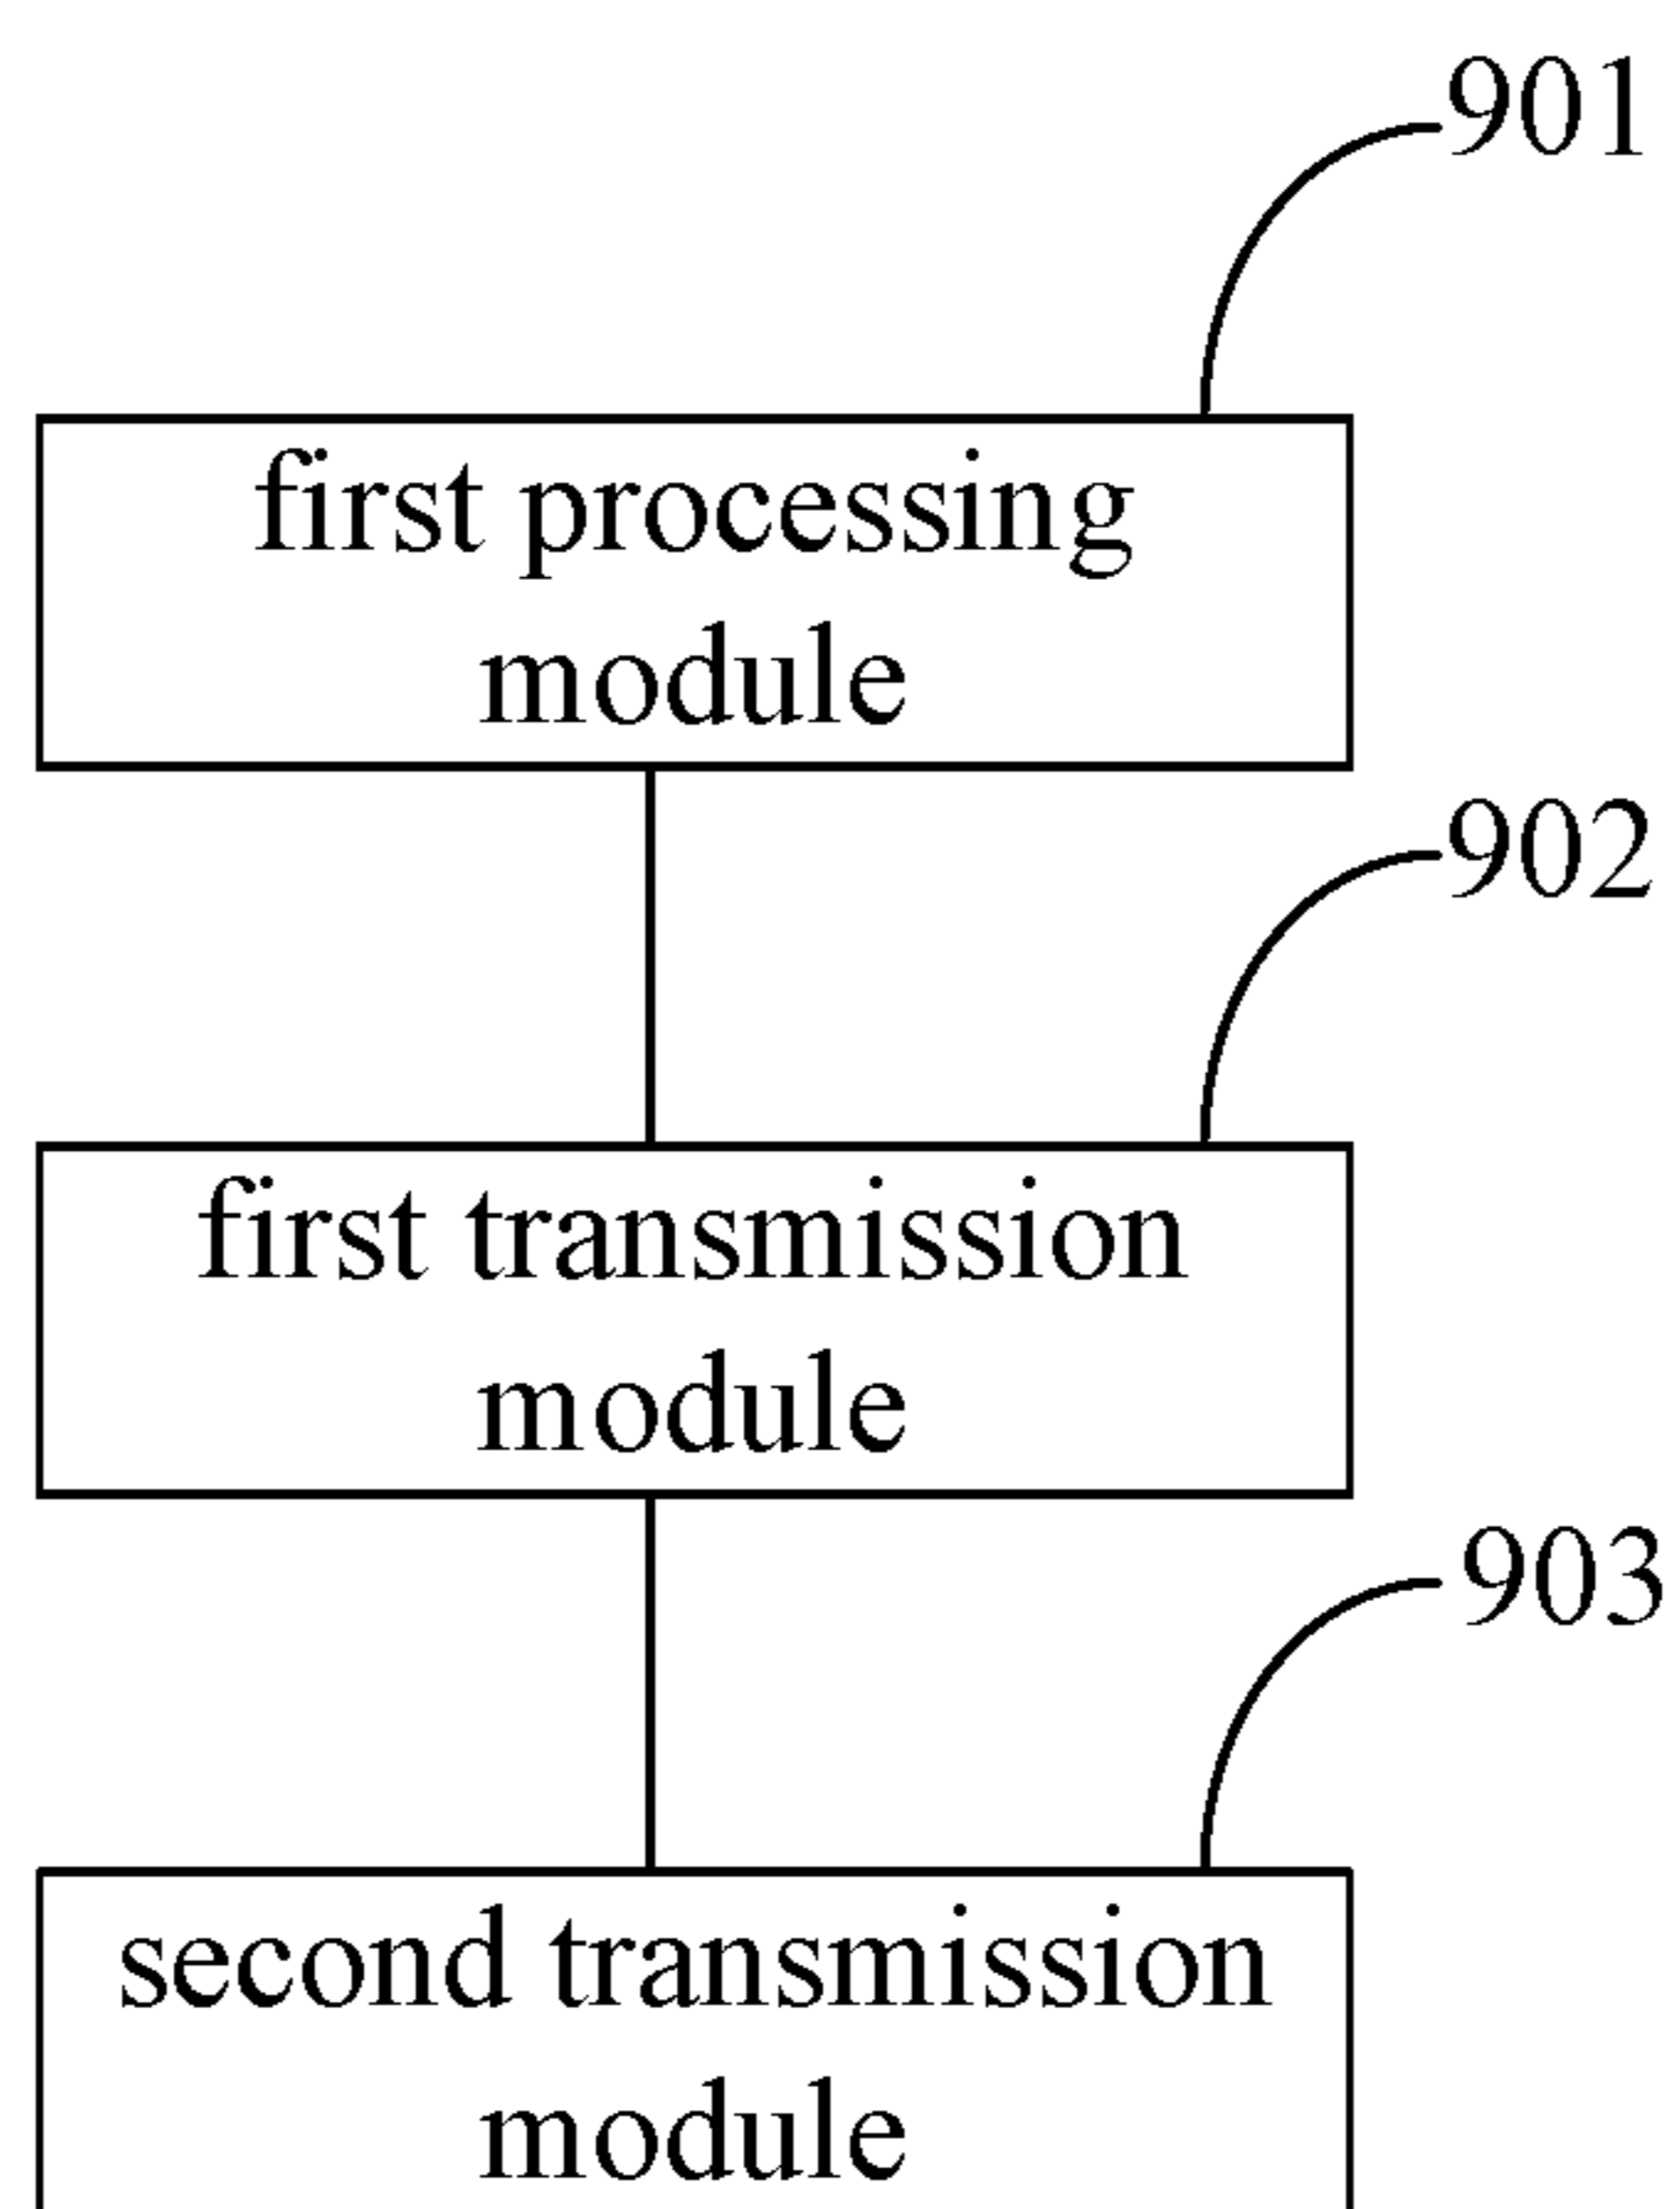 901
first processing
module
902
first transmission
module
903
second transmission
module